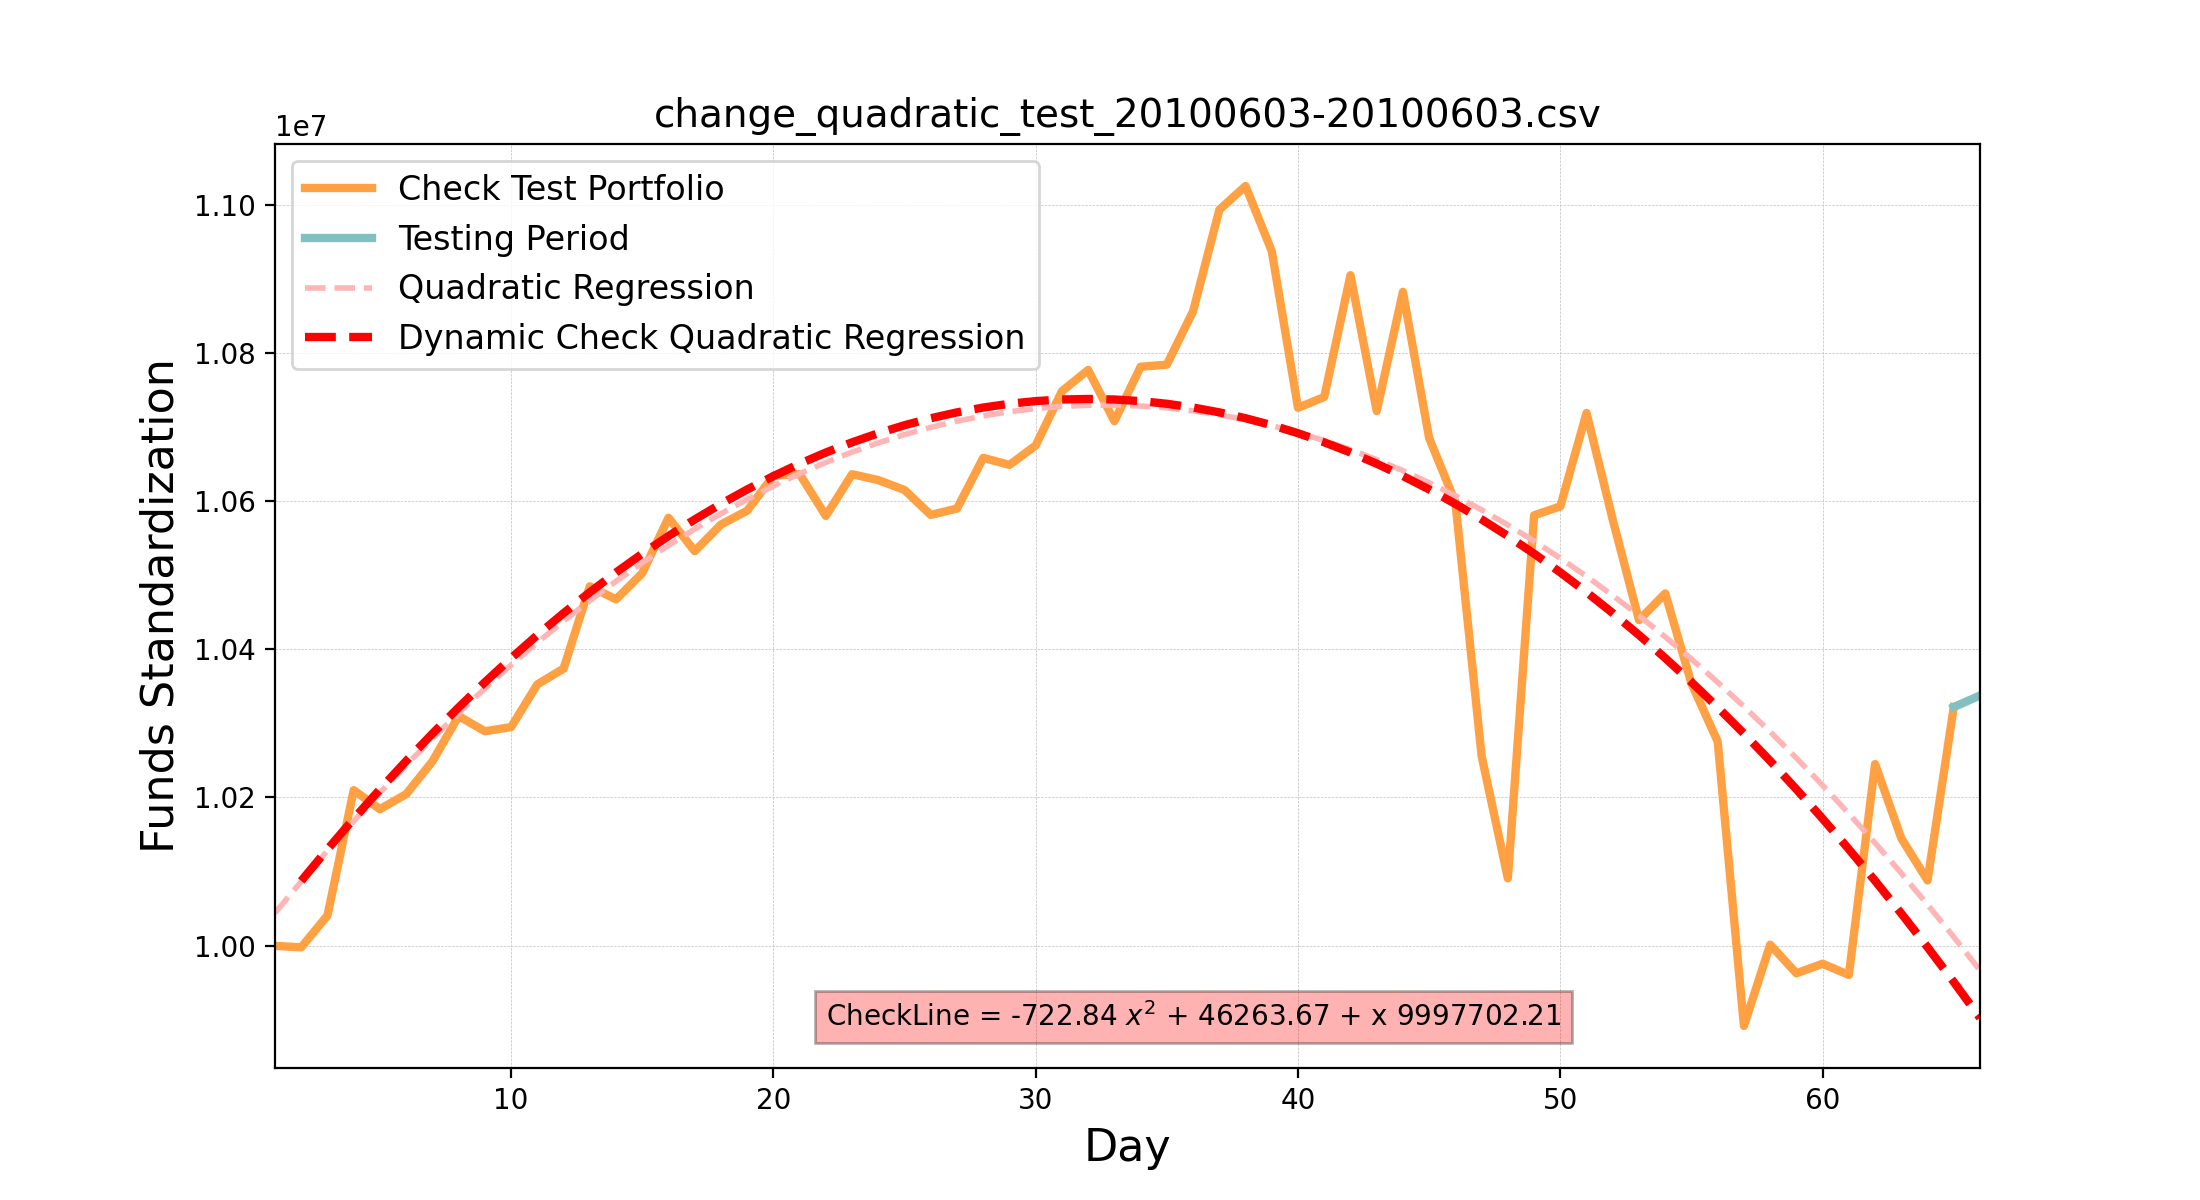 change_quadratic_test_20100603-20100603.csv
1e7
Check Test Portfolio
Testing Period
Quadratic Regression
Dynamic Check Quadratic Regression
Funds Standardization
1.10
1.08
1.06
1.04
1.02
1.00
CheckLine = -722.84 x² + 46263.67 + x 9997702.21
10 20 30 40 50 60
Day